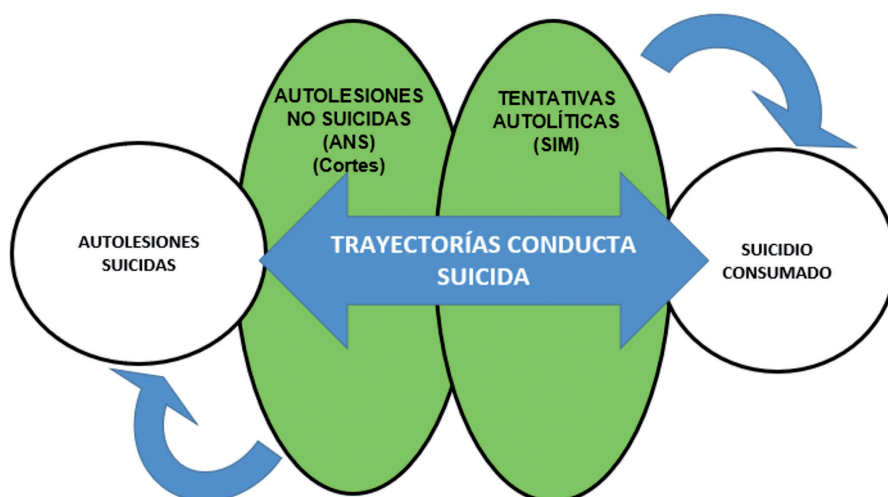 AUTOLESIONES
NO SUICIDAS
(ANS)
(Cortes)
TENTATIVAS
AUTOLÍTICAS
(SIM)
AUTOLESIONES
SUICIDAS
TRAYECTORÍAS CONDUCTA
SUICIDA
SUICIDIO
CONSUMADO